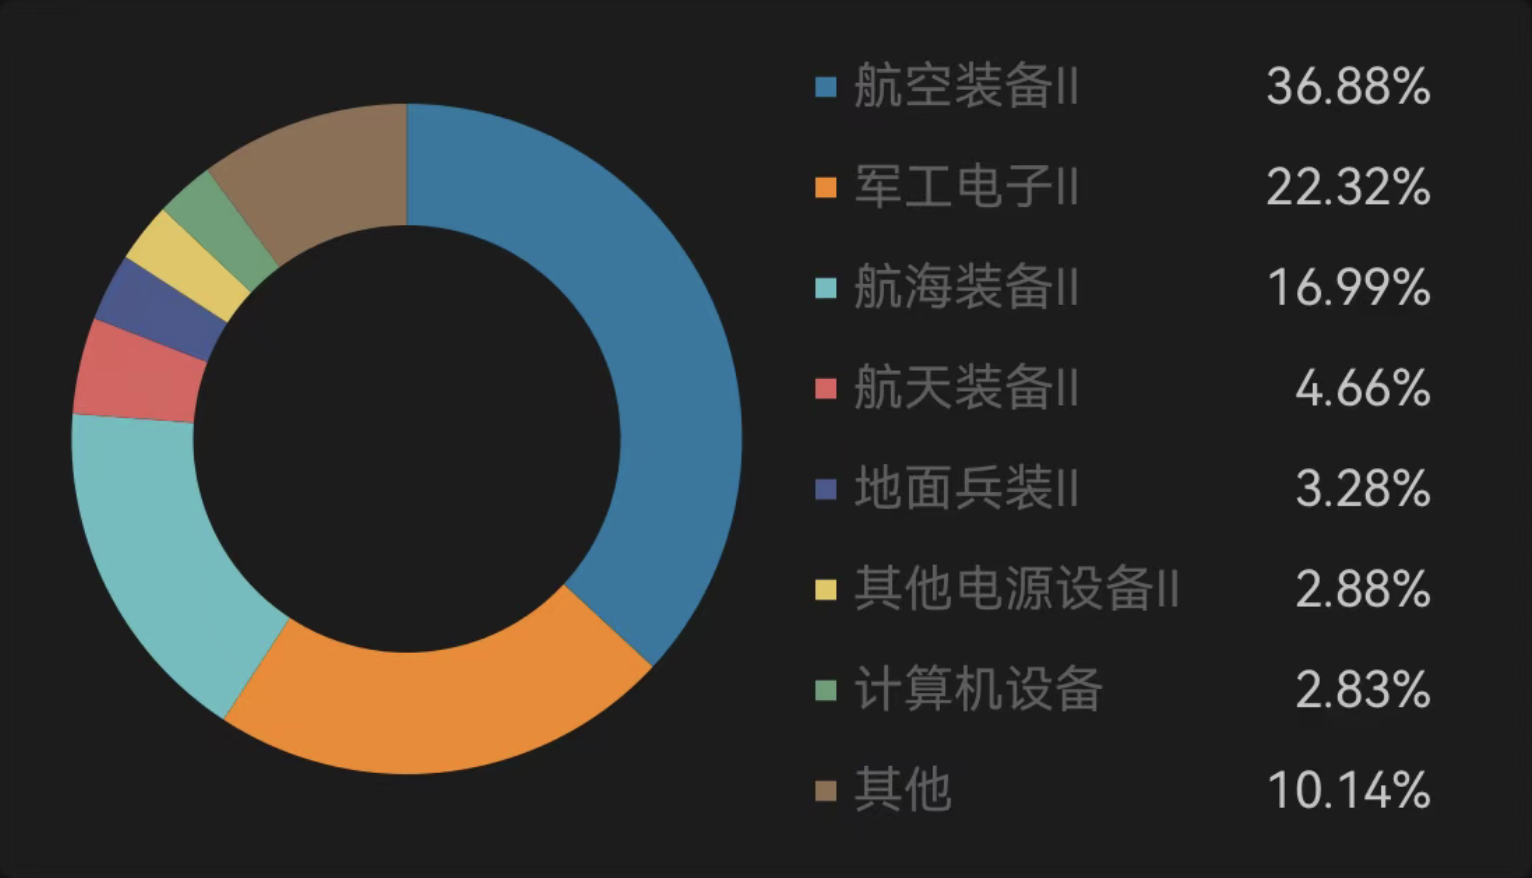 航空装备II 36.88%
军工电子II 22.32%
航海装备II 16.99%
航天装备II 4.66%
地面兵装II 3.28%
其他电源设备II 2.88%
计算机设备 2.83%
其他 10.14%